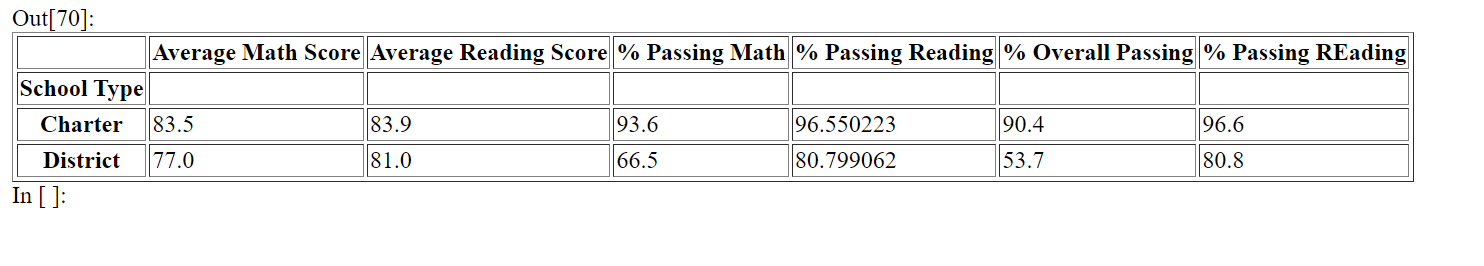 Out[70]:
Average Math Score Average Reading Score % Passing Math % Passing Reading % Overall Passing % Passing REading
School Type
Charter 83.5 83.9 93.6 96.550223 90.4 96.6
District 77.0 81.0 66.5 80.799062 53.7 80.8
In [ ]: